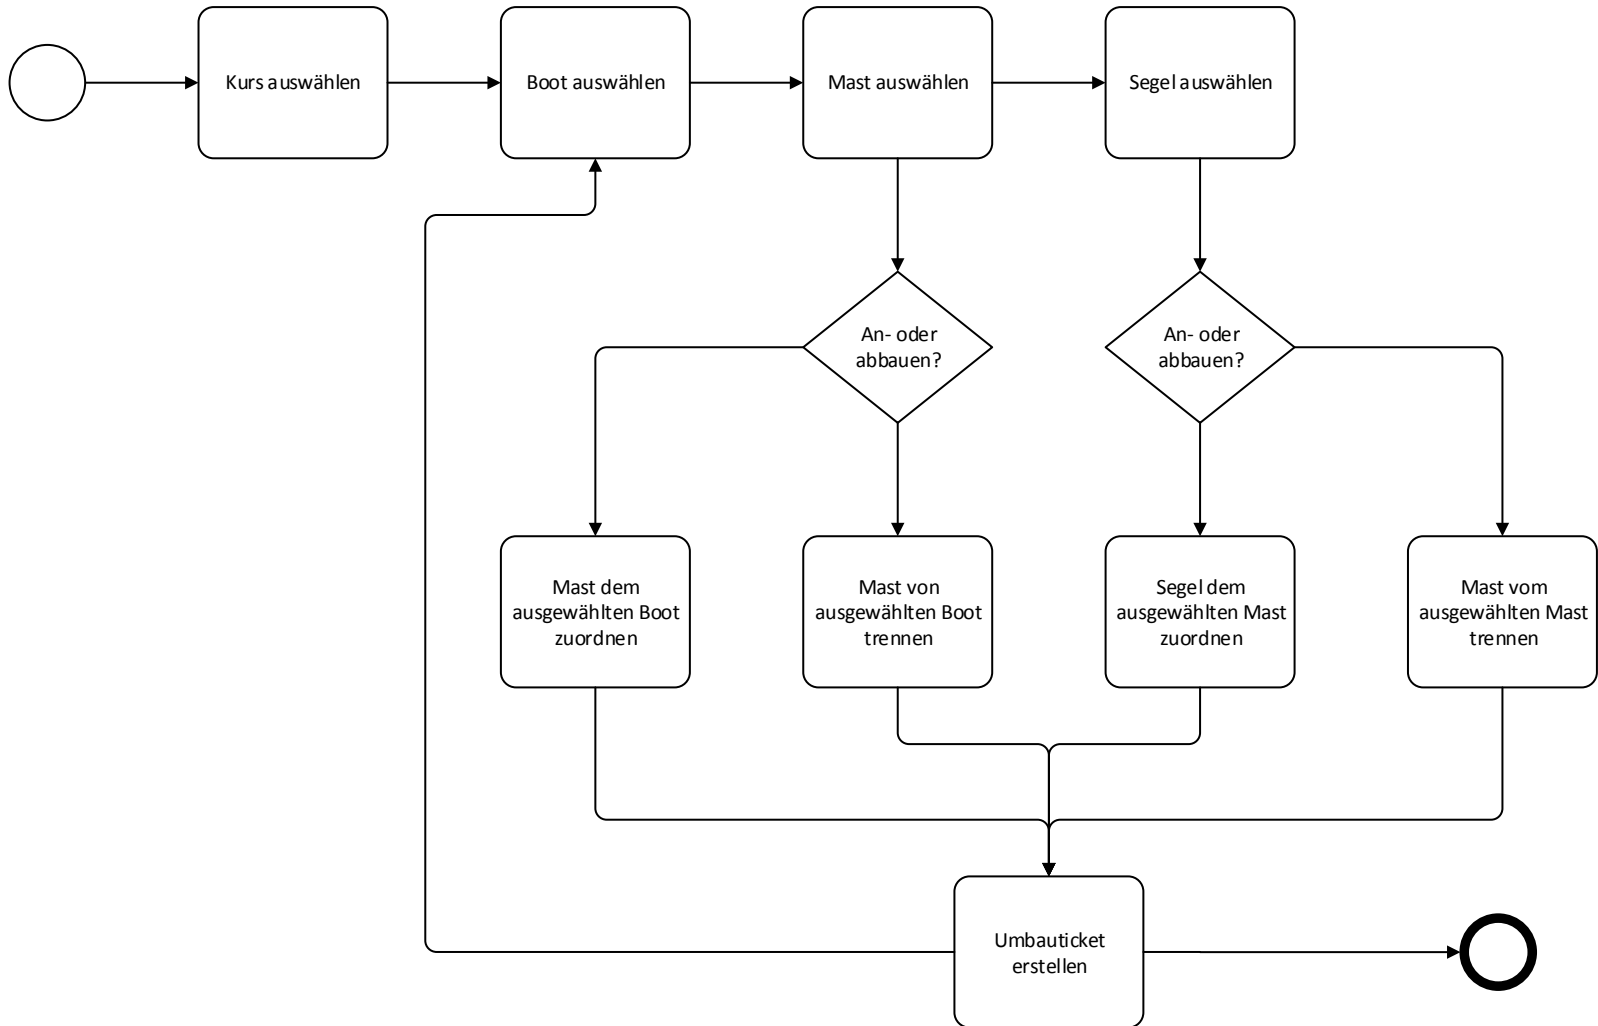 Kurs auswählen
Boot auswählen
Mast auswählen
Segel auswählen
An- oder
abbauen?
An- oder
abbauen?
Mast dem
ausgewählten Boot
zuordnen
Mast von
ausgewählten Boot
trennen
Segel dem
ausgewählten Mast
zuordnen
Mast vom
ausgewählten Mast
trennen
Umbauticket
erstellen